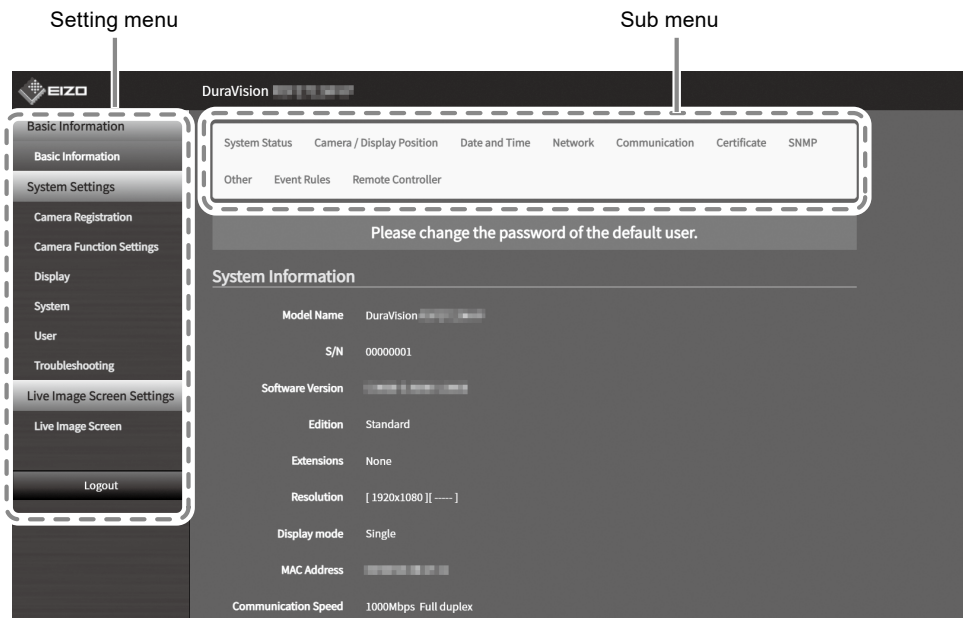 Setting menu Sub menu
EIZO DuraVision
Basic Information
Basic Information
System Settings
Camera Registration
Camera Function Settings
Display
System
User
Troubleshooting
Live Image Screen Settings
Live Image Screen
Logout
System Status Camera / Display Position Date and Time Network Communication Certificate SNMP
Other Event Rules Remote Controller
Please change the password of the default user.
System Information
Model Name DuraVision
S/N 00000001
Software Version
Edition Standard
Extensions None
Resolution [ 1920x1080 ][ ----- ]
Display mode Single
MAC Address
Communication Speed 1000Mbps Full duplex